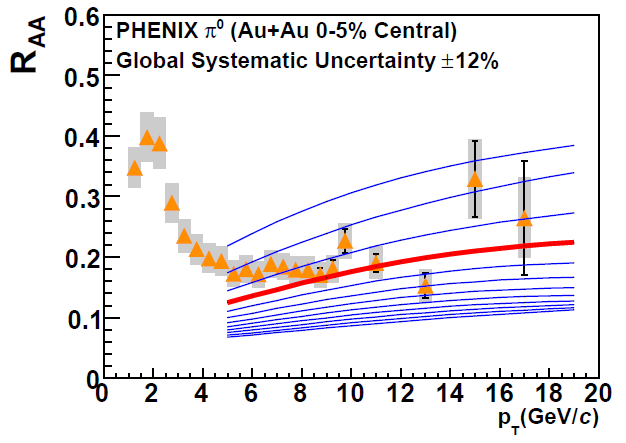 PHENIX π⁰ (Au+Au 0-5% Central)
Global Systematic Uncertainty ±12%
R_AA
0.6
0.5
0.4
0.3
0.2
0.1
0
0 2 4 6 8 10 12 14 16 18 20
p_T(GeV/c)